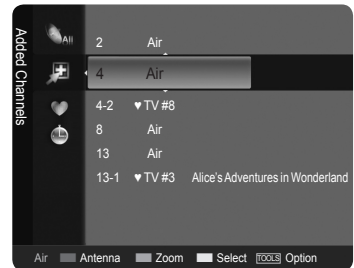 Added Channels
All
2 Air
4 Air
4-2 ♥ TV #8
8 Air
13 Air
13-1 ♥ TV #3 Alice's Adventures in Wonderland
Air Antenna Zoom Select TOOLS Option